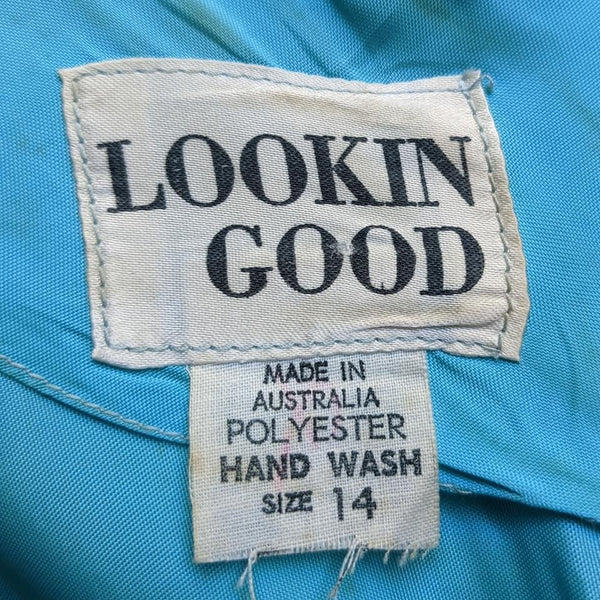 LOOKIN
GOOD
MADE IN
AUSTRALIA
POLYESTER
HAND WASH
SIZE 14